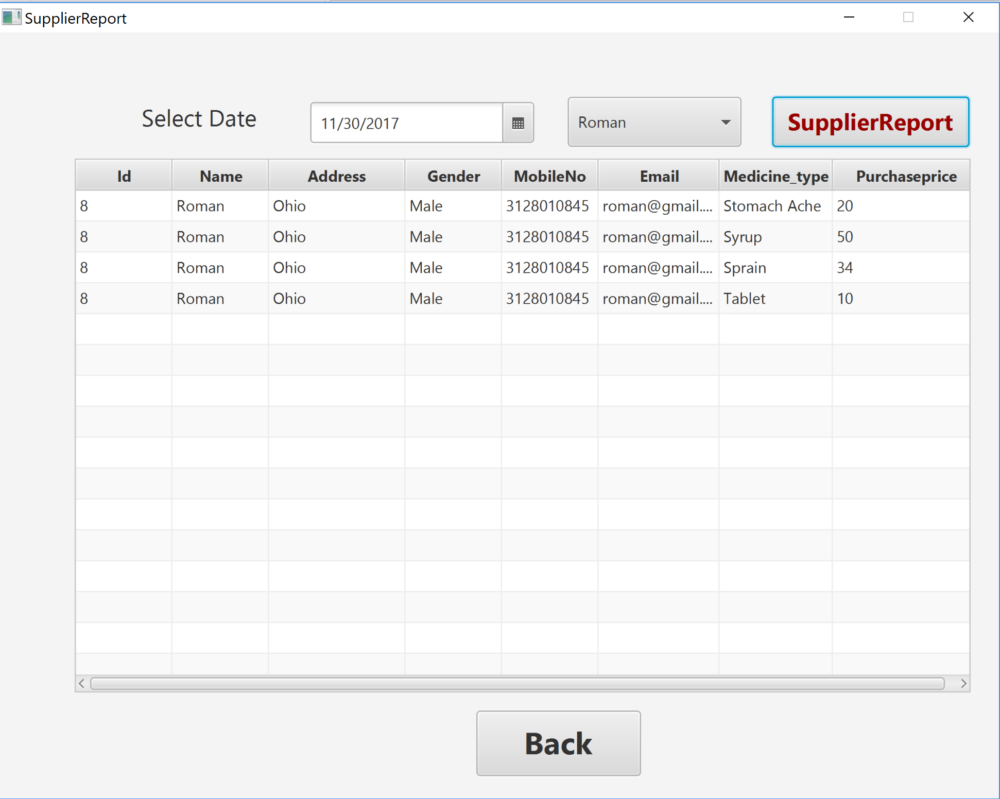 SupplierReport
Select Date 11/30/2017 Roman SupplierReport
Id Name Address Gender MobileNo Email Medicine_type Purchaseprice
8 Roman Ohio Male 3128010845 roman@gmail.... Stomach Ache 20
8 Roman Ohio Male 3128010845 roman@gmail.... Syrup 50
8 Roman Ohio Male 3128010845 roman@gmail.... Sprain 34
8 Roman Ohio Male 3128010845 roman@gmail.... Tablet 10
Back